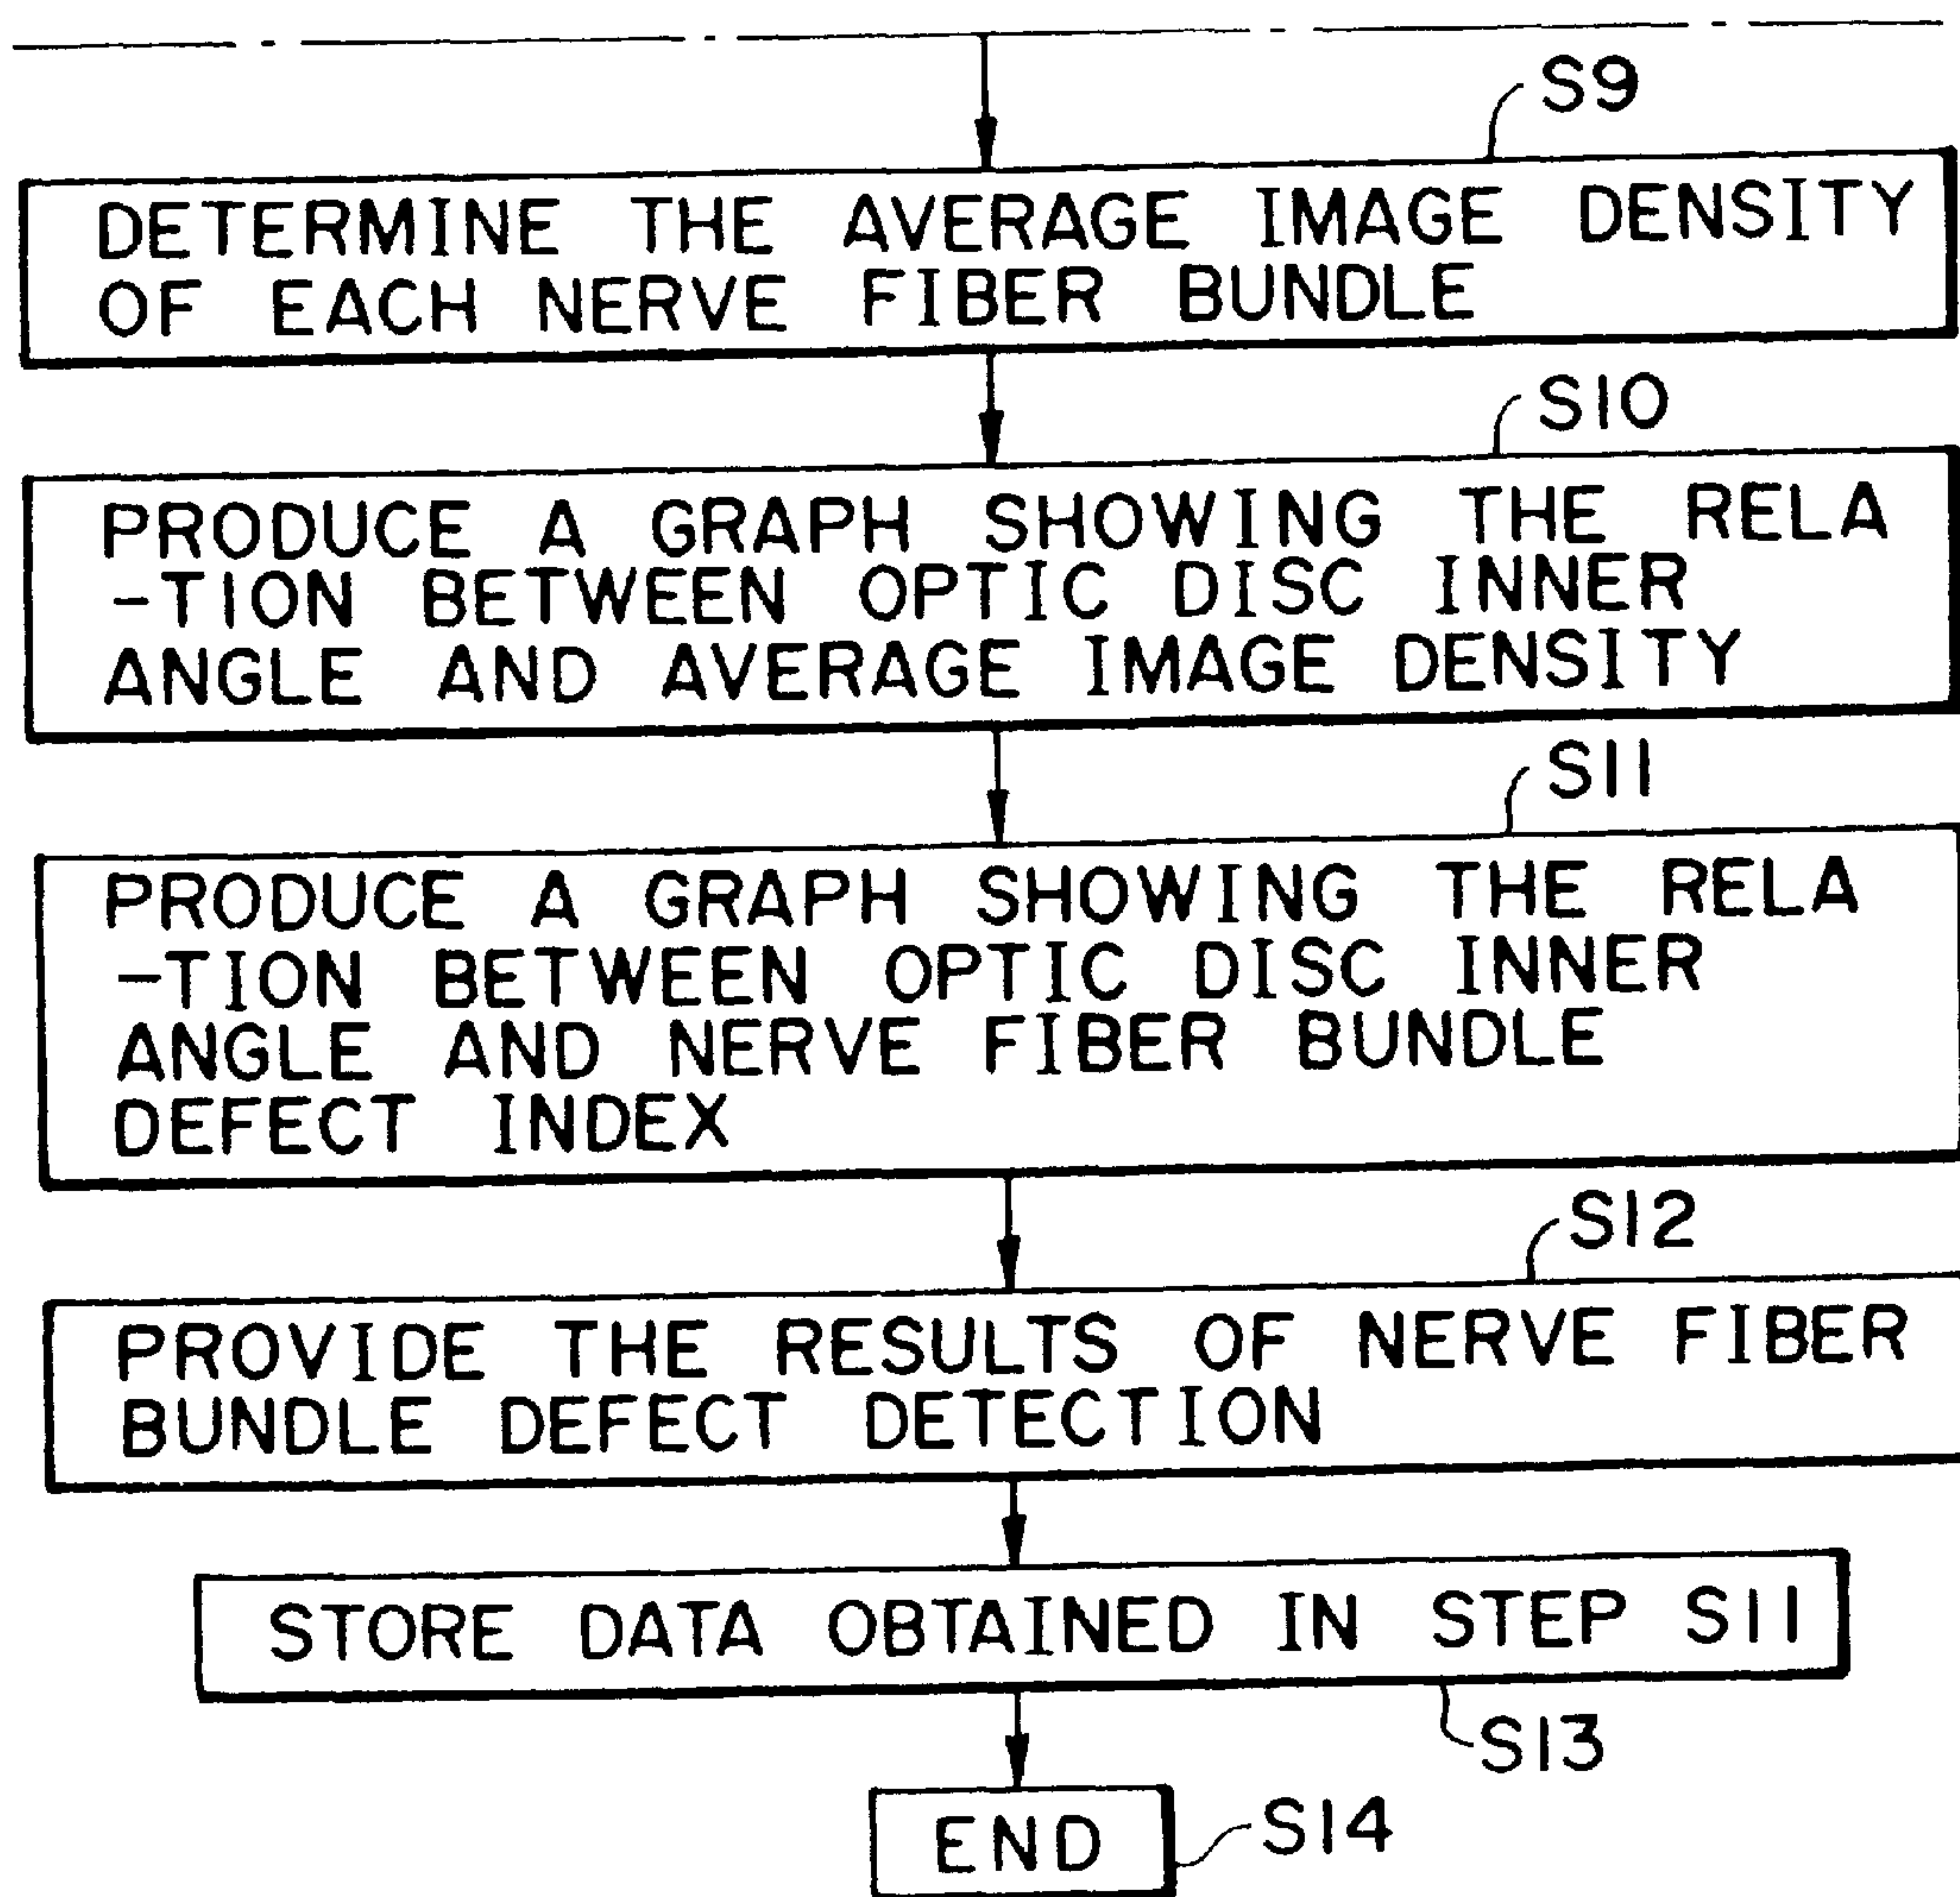 S9
DETERMINE THE AVERAGE IMAGE DENSITY
OF EACH NERVE FIBER BUNDLE
S10
PRODUCE A GRAPH SHOWING THE RELA
-TION BETWEEN OPTIC DISC INNER
ANGLE AND AVERAGE IMAGE DENSITY
S11
PRODUCE A GRAPH SHOWING THE RELA
-TION BETWEEN OPTIC DISC INNER
ANGLE AND NERVE FIBER BUNDLE
DEFECT INDEX
S12
PROVIDE THE RESULTS OF NERVE FIBER
BUNDLE DEFECT DETECTION
STORE DATA OBTAINED IN STEP S11
S13
END
S14